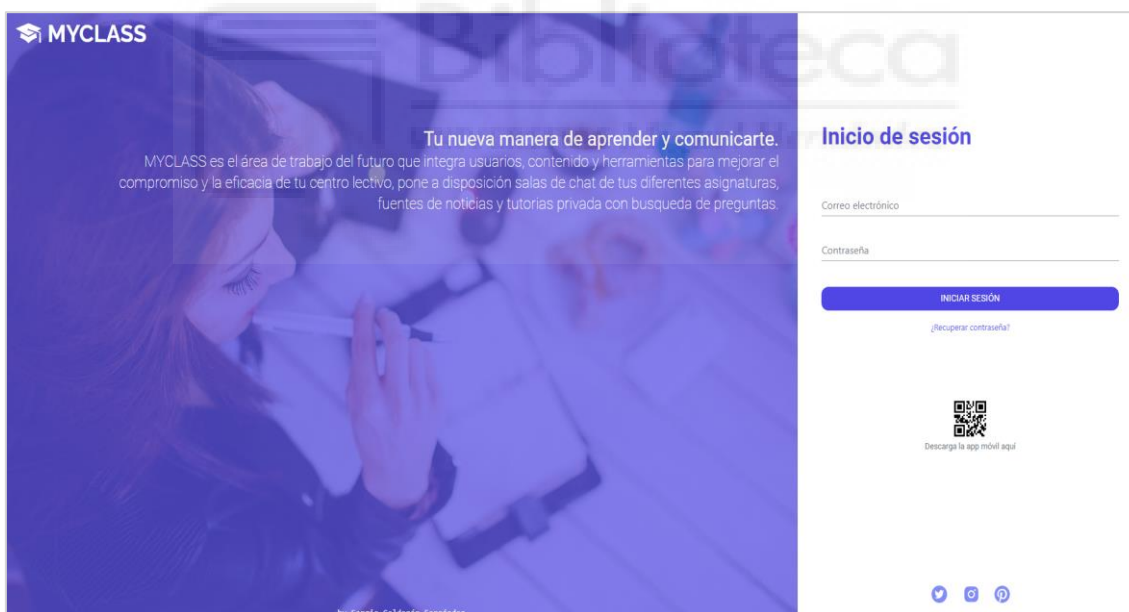 MYCLASS
Biblioteca
Tu nueva manera de aprender y comunicarte.
MYCLASS es el área de trabajo del futuro que integra usuarios, contenido y herramientas para mejorar el
compromiso y la eficacia de tu centro lectivo, pone a disposición salas de chat de tus diferentes asignaturas,
fuentes de noticias y tutorias privada con busqueda de preguntas.
Inicio de sesión
Correo electrónico
Contraseña
INICIAR SESIÓN
¿Recuperar contraseña?
Descarga la app móvil aquí